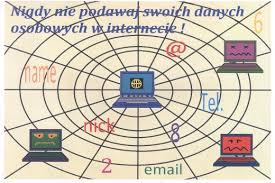 Nigdy nie podawaj swoich danych
osobowych w internecie !
6
@
name
Tel.
nick
8
2
email